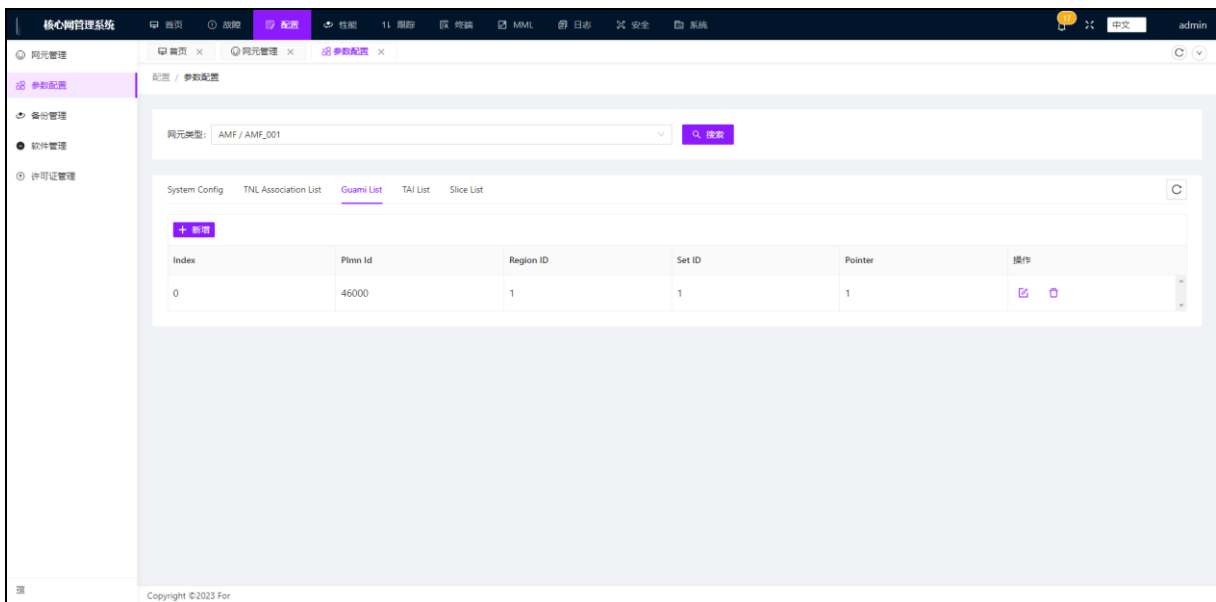 核心网管理系统 首页 故障 配置 性能 跟踪 终端 MML 日志 安全 系统 17 中文 admin
网元管理
参数配置
备份管理
软件管理
许可证管理
首页 网元管理 参数配置
配置 / 参数配置
网元类型: AMF / AMF_001 搜索
System Config TNL Association List Guami List TAI List Slice List
+ 新增
Index Plmn Id Region ID Set ID Pointer 操作
0 46000 1 1 1
Copyright ©2023 For